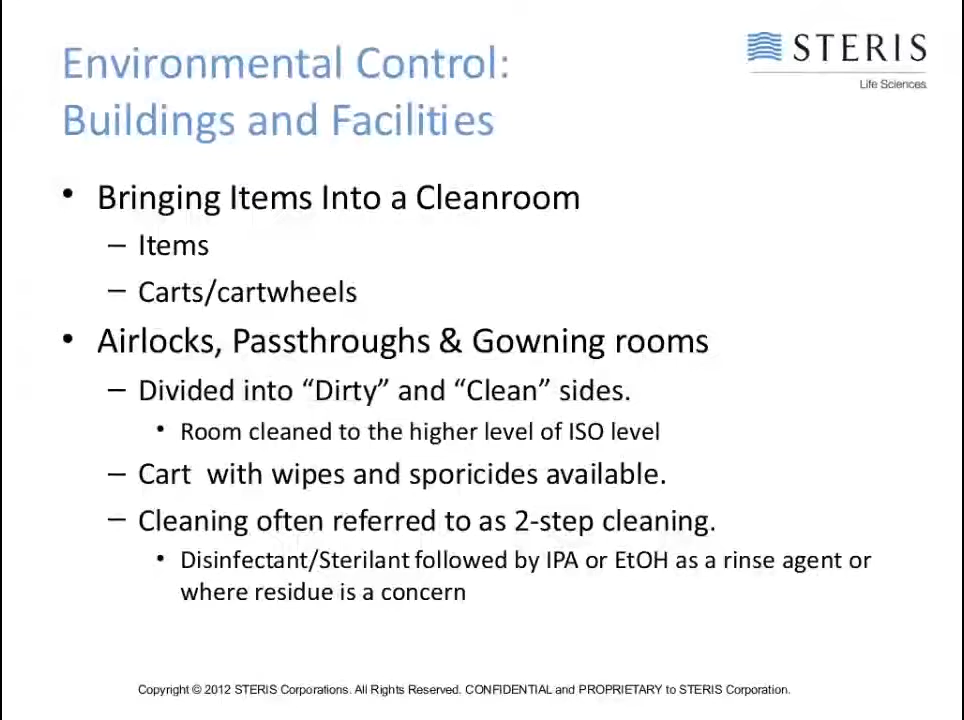 Environmental Control:
Buildings and Facilities
STERIS
Life Sciences
• Bringing Items Into a Cleanroom
– Items
– Carts/cartwheels
• Airlocks, Passthroughs & Gowning rooms
– Divided into “Dirty” and “Clean” sides.
• Room cleaned to the higher level of ISO level
– Cart with wipes and sporicides available.
– Cleaning often referred to as 2-step cleaning.
• Disinfectant/Sterilant followed by IPA or EtOH as a rinse agent or
where residue is a concern
Copyright © 2012 STERIS Corporations. All Rights Reserved. CONFIDENTIAL and PROPRIETARY to STERIS Corporation.